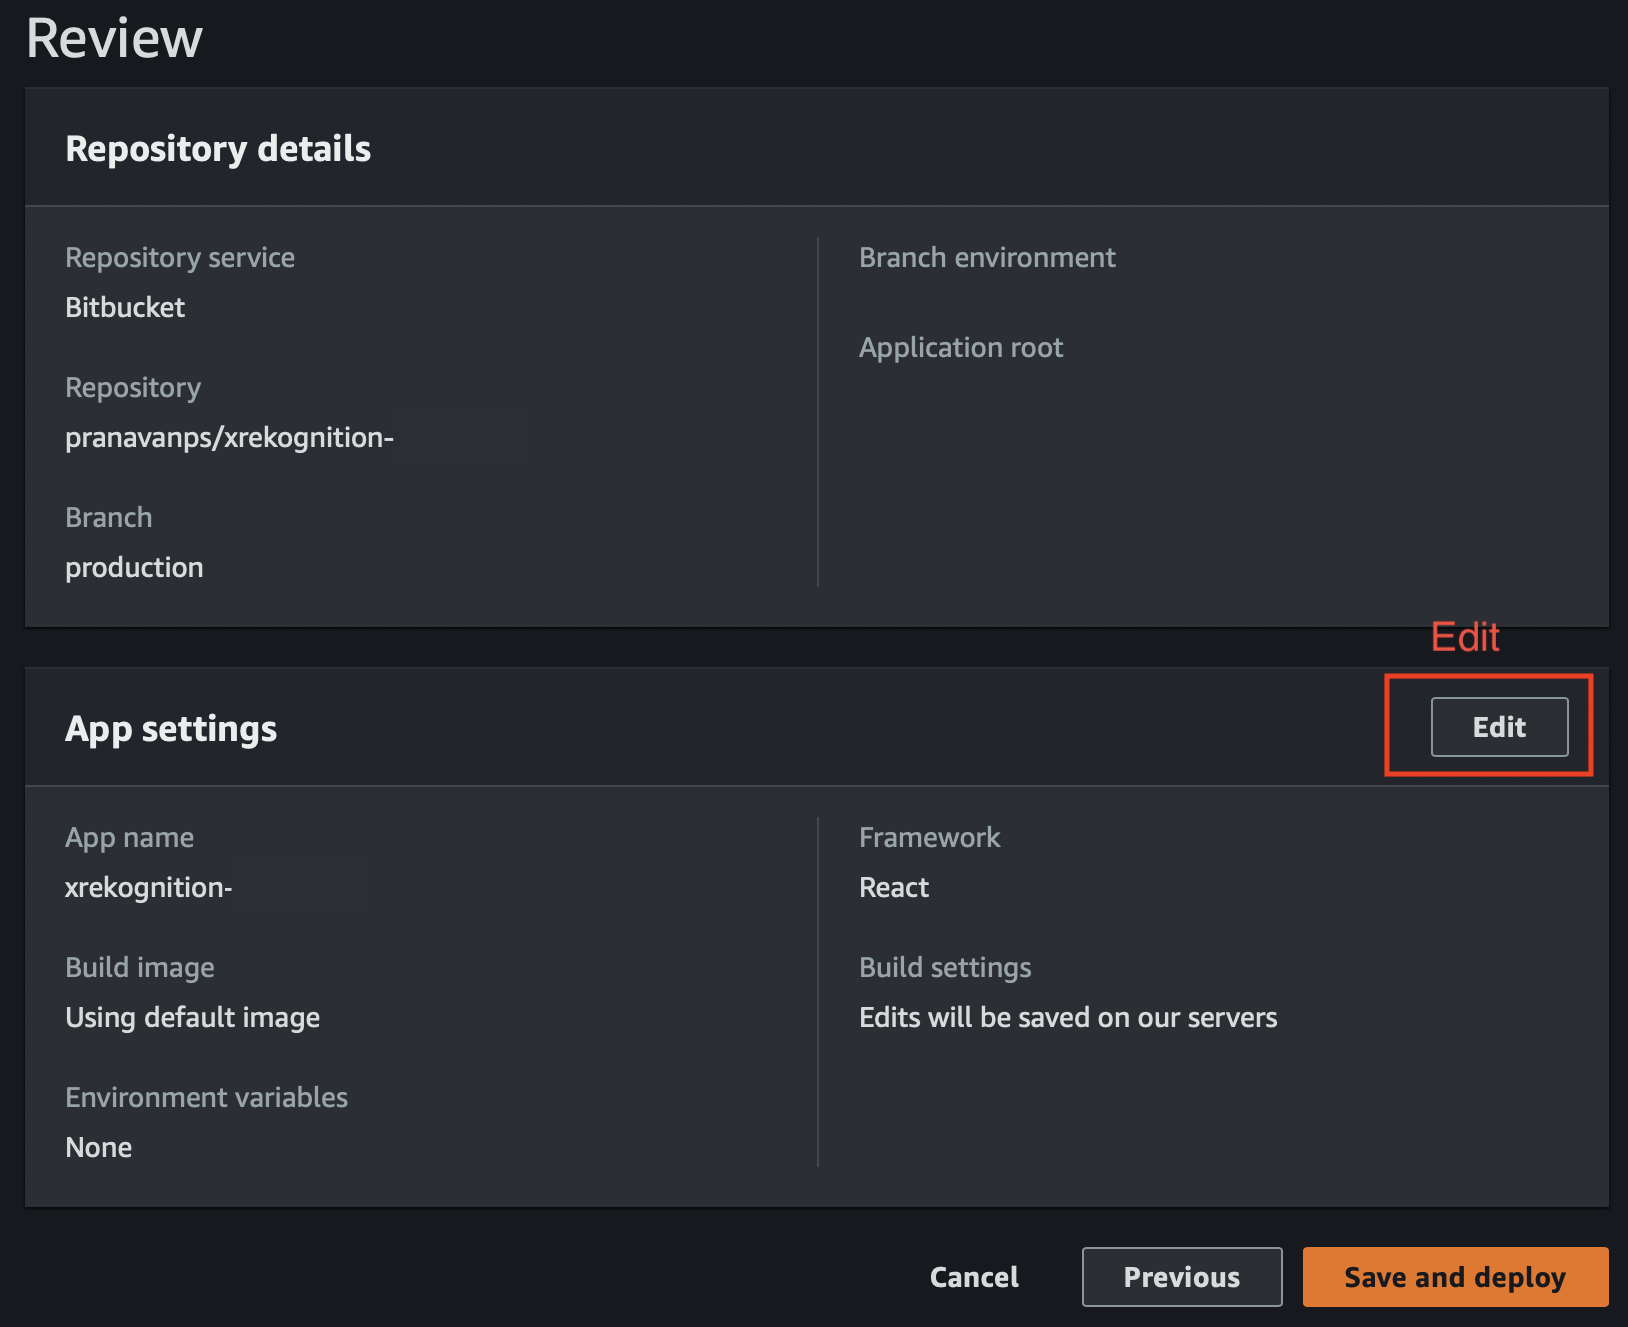 Review
Repository details
Repository service
Bitbucket
Repository
pranavanps/xrekognition-
Branch
production
Branch environment
Application root
Edit
App settings
Edit
App name
xrekognition-
Build image
Using default image
Environment variables
None
Framework
React
Build settings
Edits will be saved on our servers
Cancel
Previous
Save and deploy